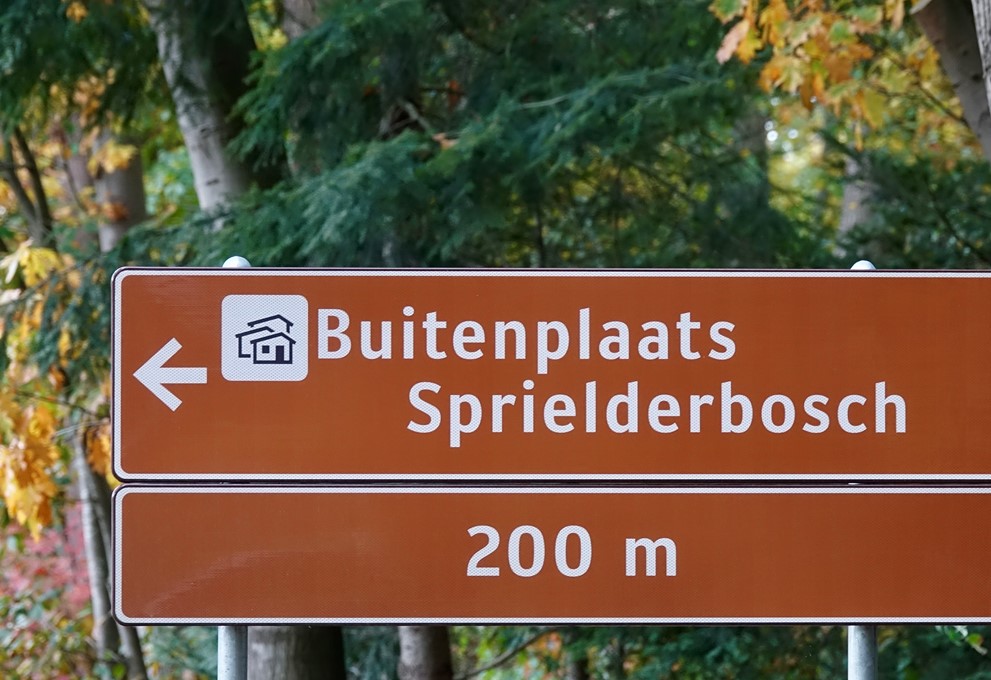 Buitenplaats
Sprielderbosch
200 m